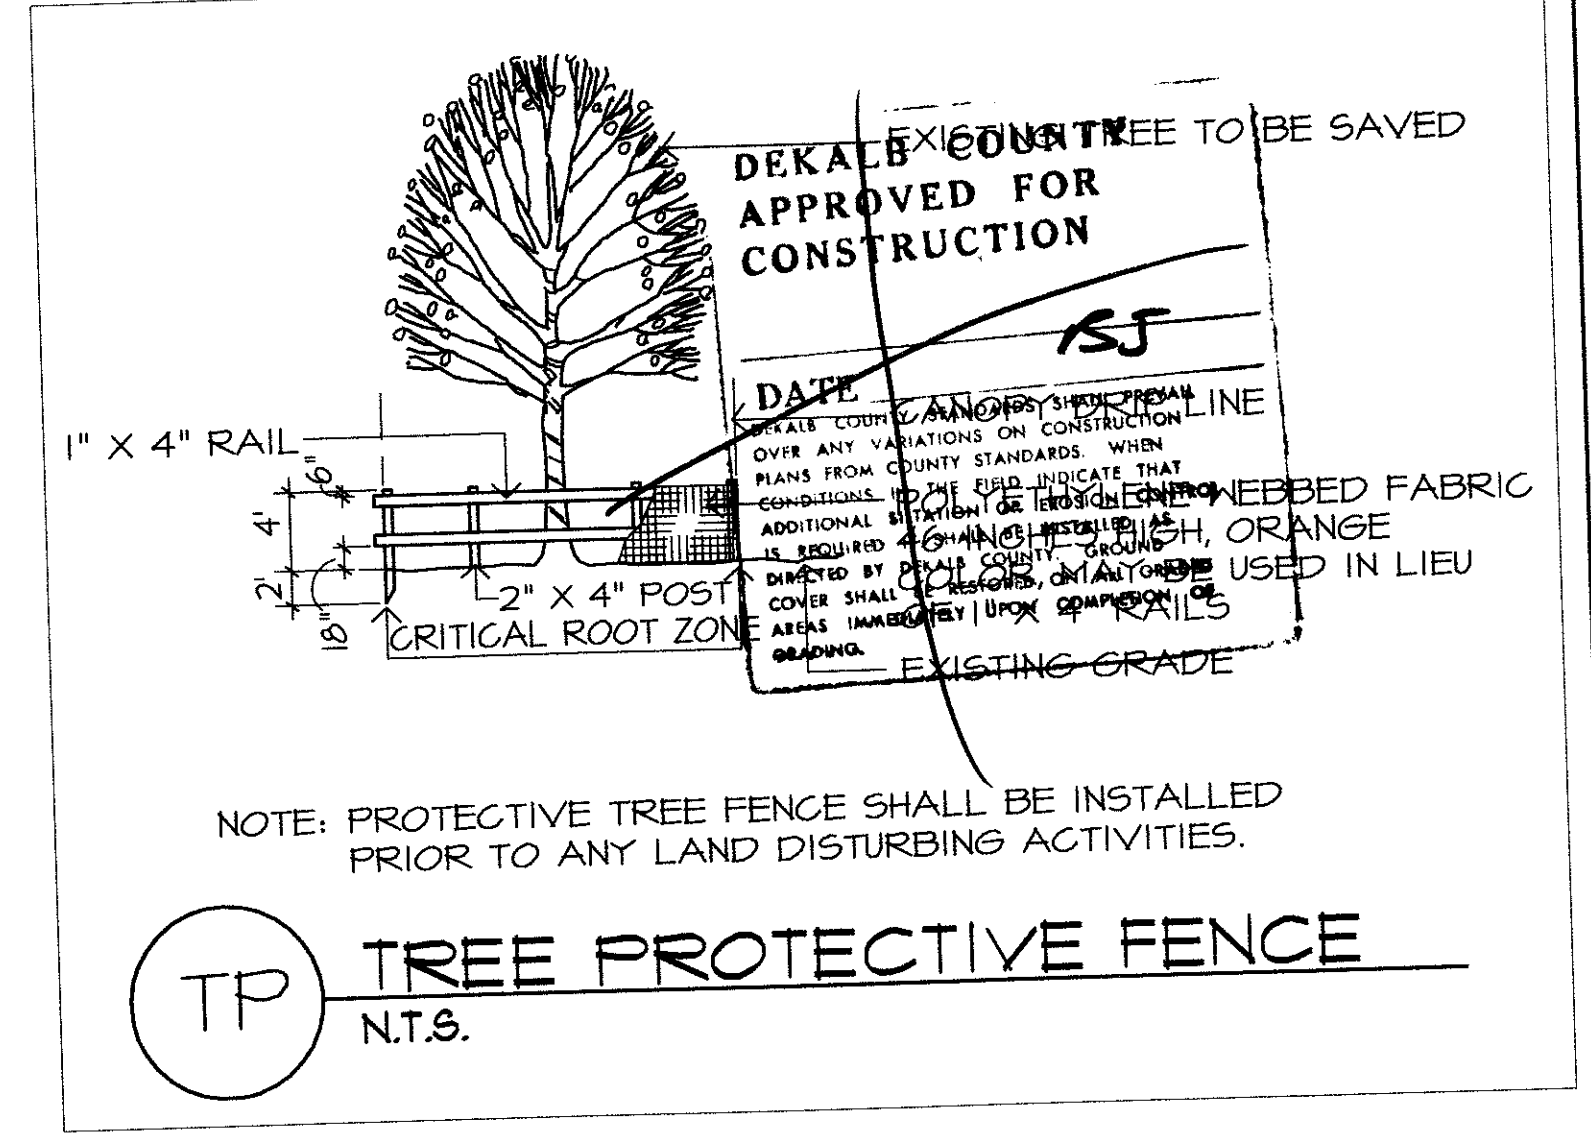 EXISTING TREE TO BE SAVED
DEKALB COUNTY
APPROVED FOR
CONSTRUCTION
DATE
CANOPY DRIP LINE
DEKALB COUNTY STANDARDS SHALL PREVAIL
OVER ANY VARIATIONS ON CONSTRUCTION
PLANS FROM COUNTY STANDARDS. WHEN
CONDITIONS IN THE FIELD INDICATE THAT
ADDITIONAL SILTATION OR EROSION CONTROL
IS REQUIRED SHALL BE INSTALLED AS
DIRECTED BY DEKALB COUNTY. GROUND
COVER SHALL BE RESTORED, ON ALL GRADED
AREAS IMMEDIATELY UPON COMPLETION OF
GRADING.
1" X 4" RAIL
6"
4'
2'
18"
POLYETHYLENE WEBBED FABRIC
46 INCHES HIGH, ORANGE
COLOR MAY BE USED IN LIEU
OF 1" X 4" RAILS
2" X 4" POST
CRITICAL ROOT ZONE
EXISTING GRADE
NOTE: PROTECTIVE TREE FENCE SHALL BE INSTALLED
PRIOR TO ANY LAND DISTURBING ACTIVITIES.
TP
TREE PROTECTIVE FENCE
N.T.S.